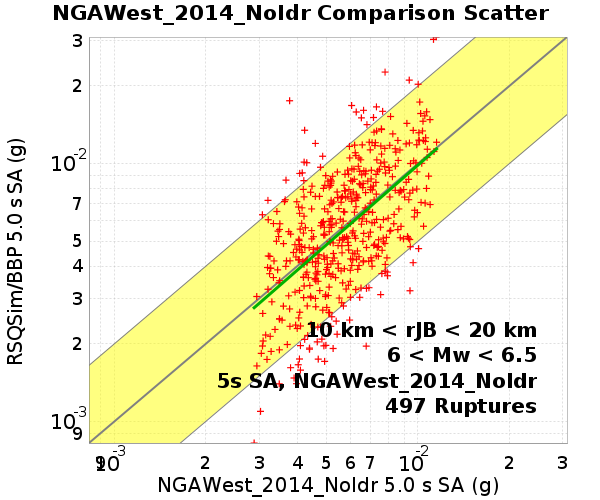 NGAWest_2014_NoIdr Comparison Scatter
3
2
10-2
7
5
4
3
2
10-3
9
RSQSim/BBP 5.0 s SA (g)
10 km < rJB < 20 km
6 < Mw < 6.5
5s SA, NGAWest_2014_NoIdr
497 Ruptures
9 10-3 2 3 4 5 6 7 10-2 2 3
NGAWest_2014_NoIdr 5.0 s SA (g)